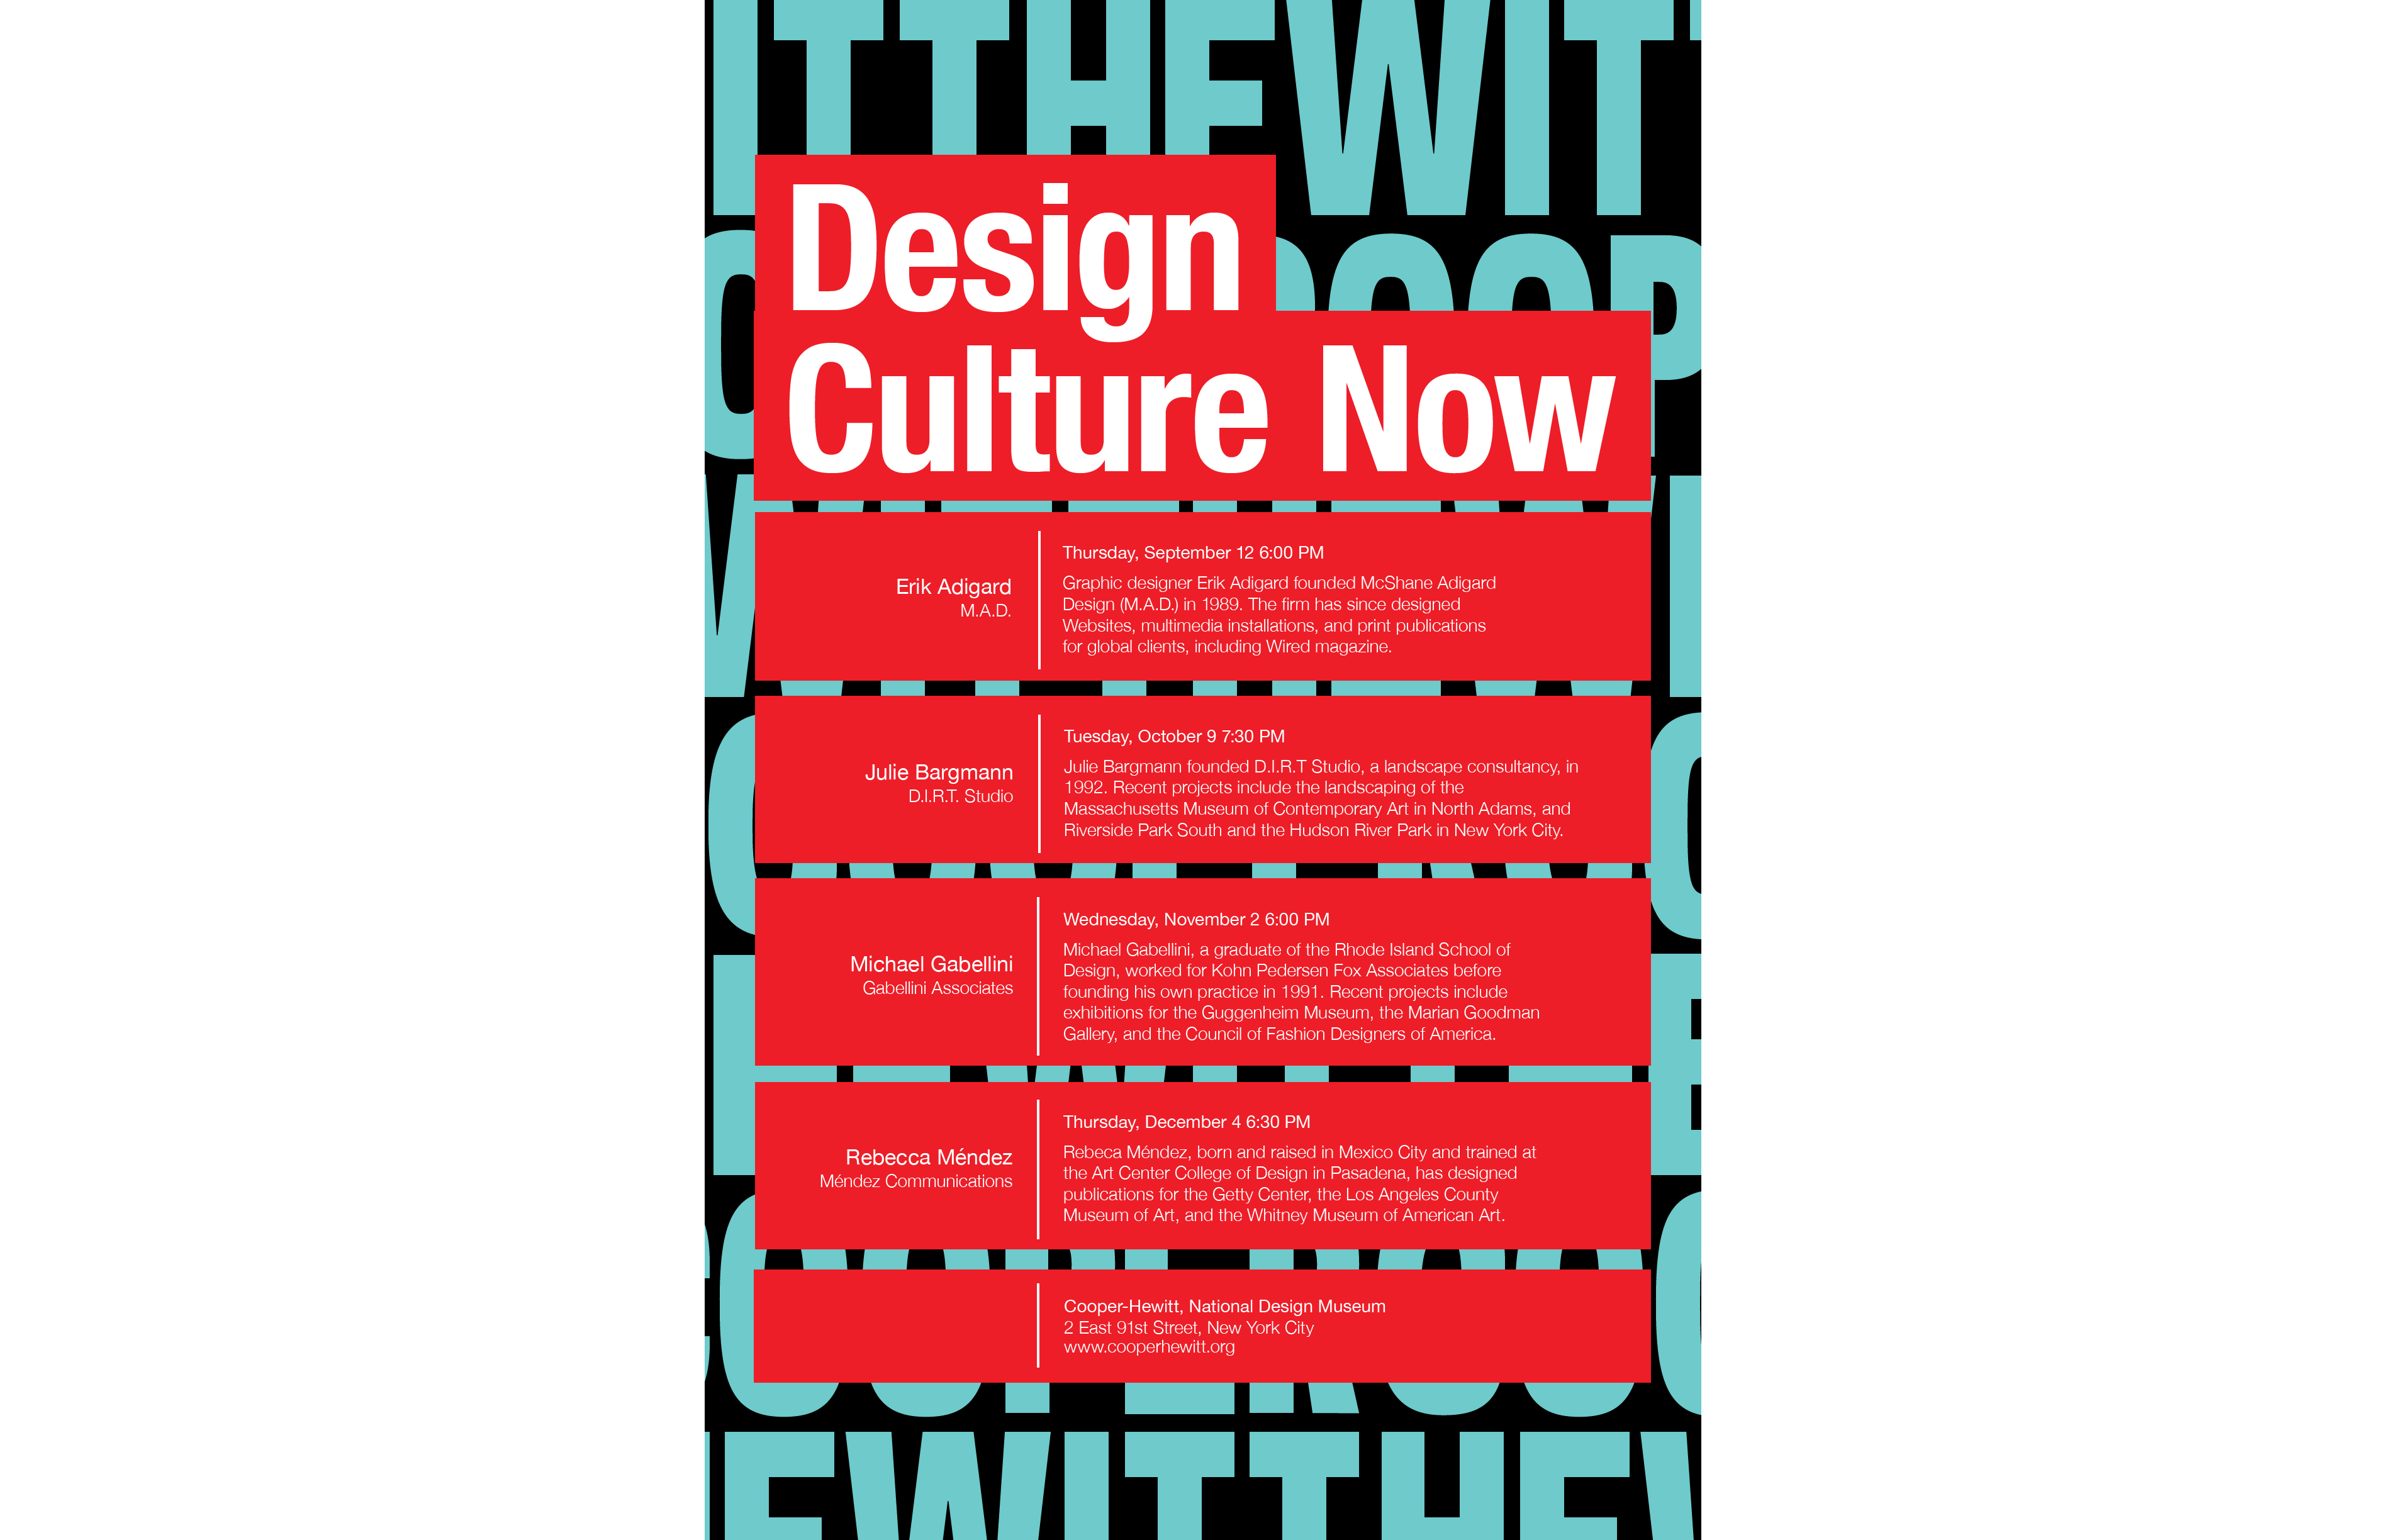 ITTHEWIT
Design
Culture Now
Erik Adigard
M.A.D.
Thursday, September 12 6:00 PM
Graphic designer Erik Adigard founded McShane Adigard
Design (M.A.D.) in 1989. The firm has since designed
Websites, multimedia installations, and print publications
for global clients, including Wired magazine.
Julie Bargmann
D.I.R.T. Studio
Tuesday, October 9 7:30 PM
Julie Bargmann founded D.I.R.T Studio, a landscape consultancy, in
1992. Recent projects include the landscaping of the
Massachusetts Museum of Contemporary Art in North Adams, and
Riverside Park South and the Hudson River Park in New York City.
Michael Gabellini
Gabellini Associates
Wednesday, November 2 6:00 PM
Michael Gabellini, a graduate of the Rhode Island School of
Design, worked for Kohn Pedersen Fox Associates before
founding his own practice in 1991. Recent projects include
exhibitions for the Guggenheim Museum, the Marian Goodman
Gallery, and the Council of Fashion Designers of America.
Rebecca Méndez
Méndez Communications
Thursday, December 4 6:30 PM
Rebeca Méndez, born and raised in Mexico City and trained at
the Art Center College of Design in Pasadena, has designed
publications for the Getty Center, the Los Angeles County
Museum of Art, and the Whitney Museum of American Art.
Cooper-Hewitt, National Design Museum
2 East 91st Street, New York City
www.cooperhewitt.org
COOPERCOO
EWITTHEW